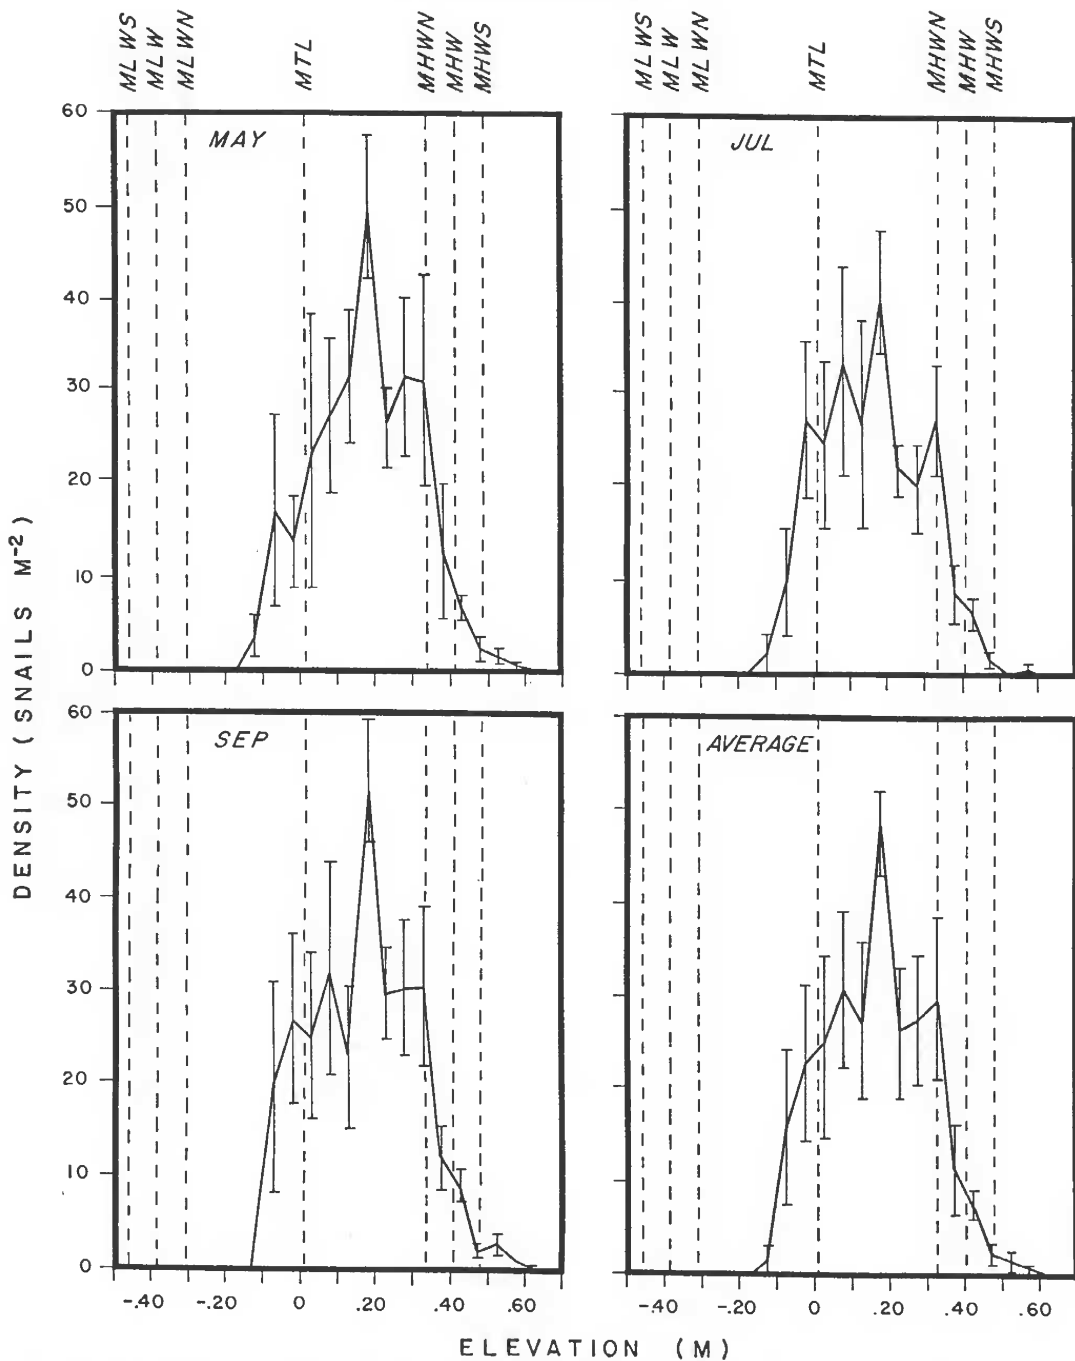 MLWS MLW MLWN MTL MHWN MHW MHWS
MLWS MLW MLWN MTL MHWN MHW MHWS
MAY
JUL
60
50
40
30
20
10
0
SEP
AVERAGE
60
50
40
30
20
10
0
DENSITY (SNAILS M-2)
-.40 -.20 0 .20 .40 .60
-.40 -.20 0 .20 .40 .60
ELEVATION (M)